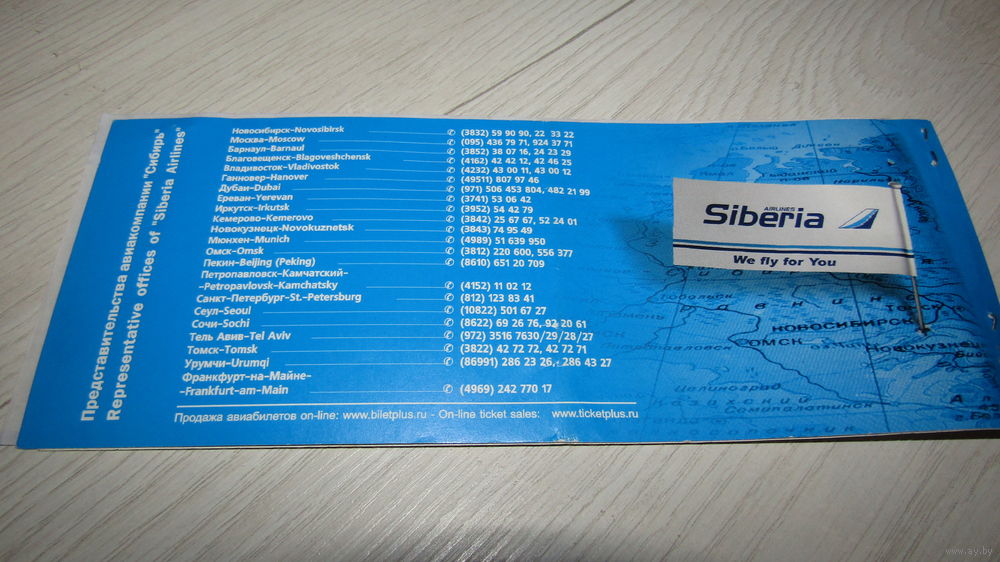 Представительства авиакомпании "Сибирь"
Representative offices of "Siberia Airlines"
Новосибирск-Novosibirsk ✆ (3832) 59 90 90, 22 33 22
Москва-Moscow ✆ (095) 436 79 71, 924 37 71
Барнаул-Barnaul ✆ (3852) 38 07 16, 24 23 29
Благовещенск-Blagoveshchensk ✆ (4162) 42 42 12, 42 46 25
Владивосток-Vladivostok ✆ (4232) 43 00 11, 43 00 12
Ганновер-Hanover ✆ (49511) 807 97 46
Дубаи-Dubai ✆ (971) 506 453 804, 482 21 99
Ереван-Yerevan ✆ (3741) 53 06 42
Иркутск-Irkutsk ✆ (3952) 54 42 79
Кемерово-Kemerovo ✆ (3842) 25 67 67, 52 24 01
Новокузнецк-Novokuznetsk ✆ (3843) 74 95 49
Мюнхен-Munich ✆ (4989) 51 639 950
Омск-Omsk ✆ (3812) 220 600, 556 377
Пекин-Beijing (Peking) ✆ (8610) 651 20 709
Петропавловск-Камчатский-
-Petropavlovsk-Kamchatsky ✆ (4152) 11 02 12
Санкт-Петербург-St.-Petersburg ✆ (812) 123 83 41
Сеул-Seoul ✆ (10822) 501 67 27
Сочи-Sochi ✆ (8622) 69 26 76, 92 20 61
Тель Авив-Tel Aviv ✆ (972) 3516 7630/29/28/27
Томск-Tomsk ✆ (3822) 42 72 72, 42 72 71
Урумчи-Urumqi ✆ (86991) 286 23 26, 286 43 27
Франкфурт-на-Майне-
-Frankfurt-am-Main ✆ (4969) 242 770 17
Продажа авиабилетов on-line: www.biletplus.ru - On-line ticket sales: www.ticketplus.ru
AIRLINES
Siberia
We fly for You
Тобольск
НОВОСИБИРСК
ОМСК
Новокузнецк
Семипалатинск
www.ay.by